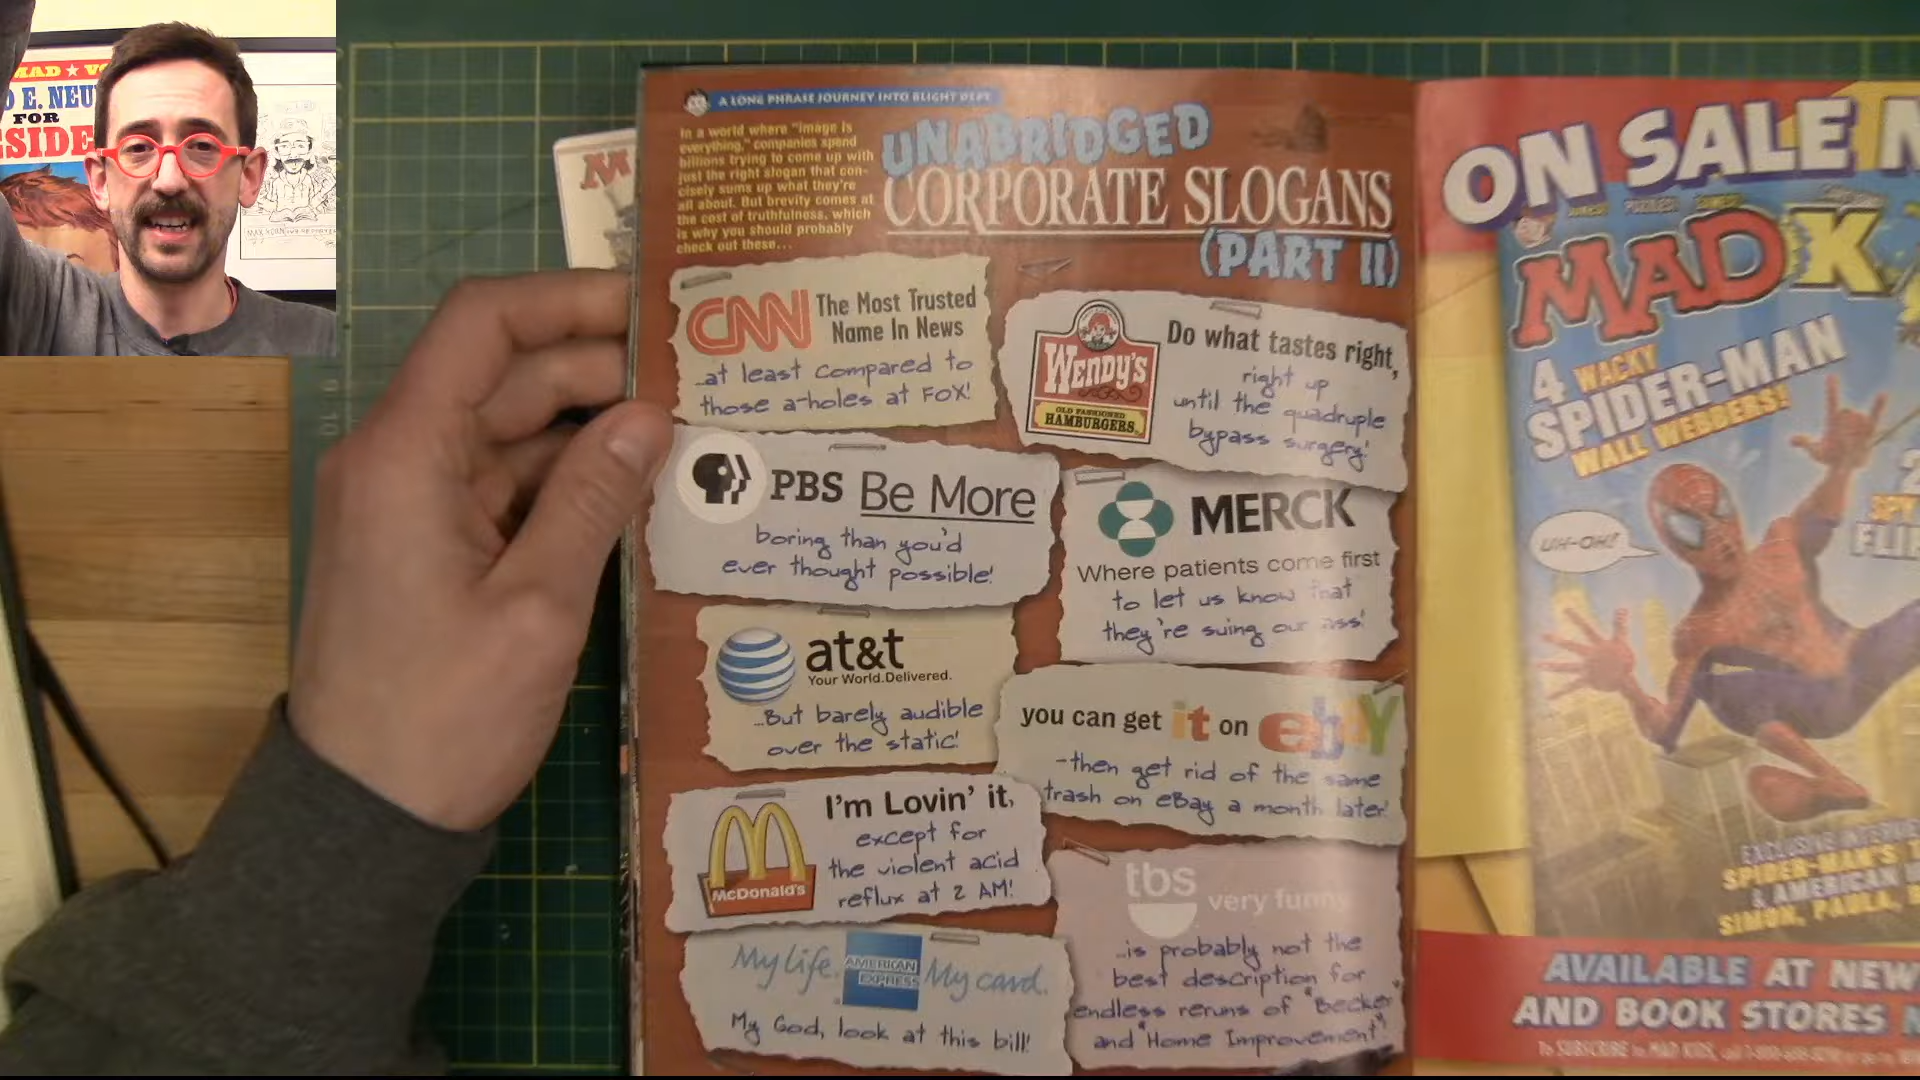 MAD
FOR
A LONG PHRASE JOURNEY INTO BLIGHT DEPT.
In a world where "image is
everything," companies spend
billions trying to come up with
just the right slogan that con-
cisely sums up what they're
all about. But brevity comes at
the cost of truthfulness, which
is why you should probably
check out these...
UNABRIDGED
CORPORATE SLOGANS
(PART II)
CNN The Most Trusted
Name In News
...at least compared to
those a-holes at FOX!
WENDY'S
OLD FASHIONED
HAMBURGERS.
Do what tastes right,
right up
until the quadruple
bypass surgery!
PBS Be More
boring than you'd
ever thought possible!
MERCK
Where patients come first
to let us know that
they're suing our ass!
at&t
Your World. Delivered.
...But barely audible
over the static!
you can get it on ebay
-then get rid of the same
trash on eBay a month later!
McDonald's
I'm Lovin' it,
except for
the violent acid
reflux at 2 AM!
tbs
very funny
...is probably not the
best description for
endless reruns of "Becker"
and "Home Improvement"!
My life. AMERICAN EXPRESS My card.
My God, look at this bill!
ON SALE
MAD K
4 WACKY
SPIDER-MAN
WALL WEBBERS!
UH-OH!
SPY
EXCLUSIVE
SPIDER-MAN'S
& AMERICAN
SIMON, PAULA,
AVAILABLE AT
AND BOOK STORES